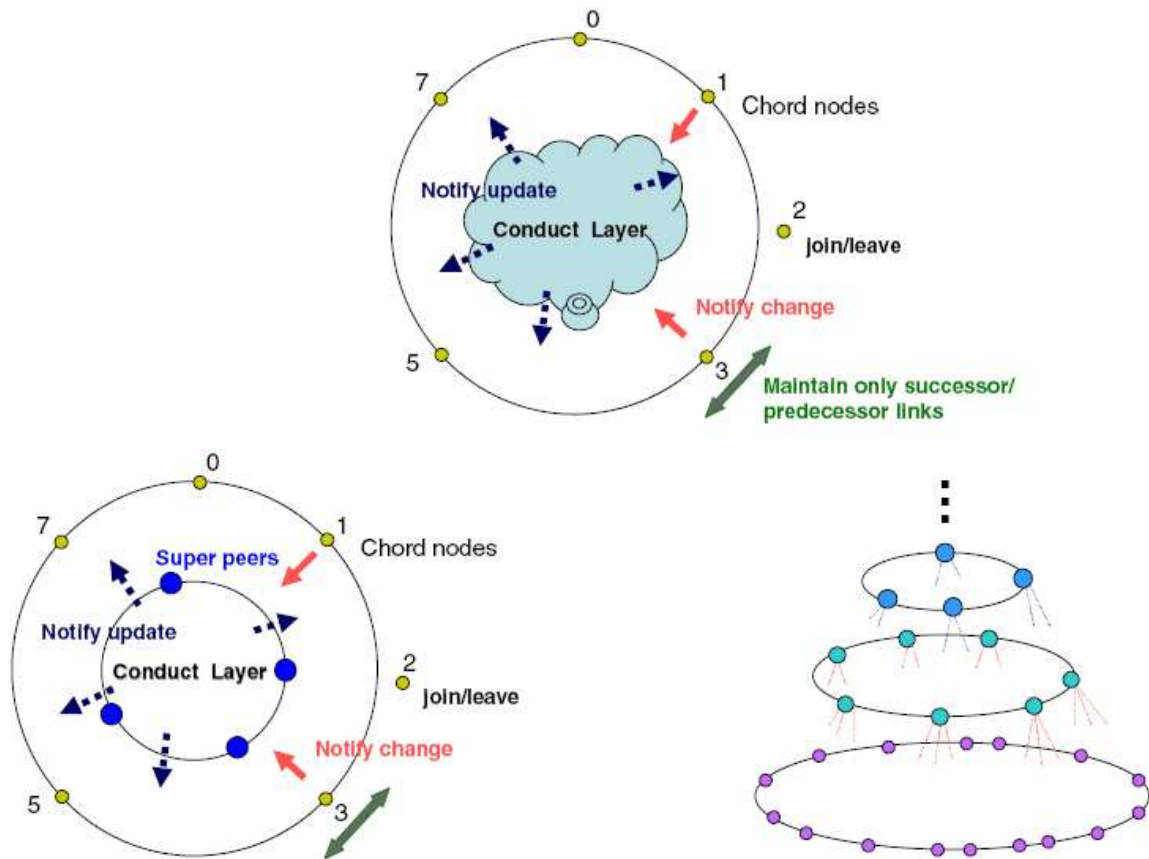 0
7
1
Chord nodes
Notify update
2
Conduct Layer
join/leave
Notify change
5
3
Maintain only successor/
predecessor links
0
7
1
Super peers
Chord nodes
Notify update
2
Conduct Layer
join/leave
Notify change
5
3